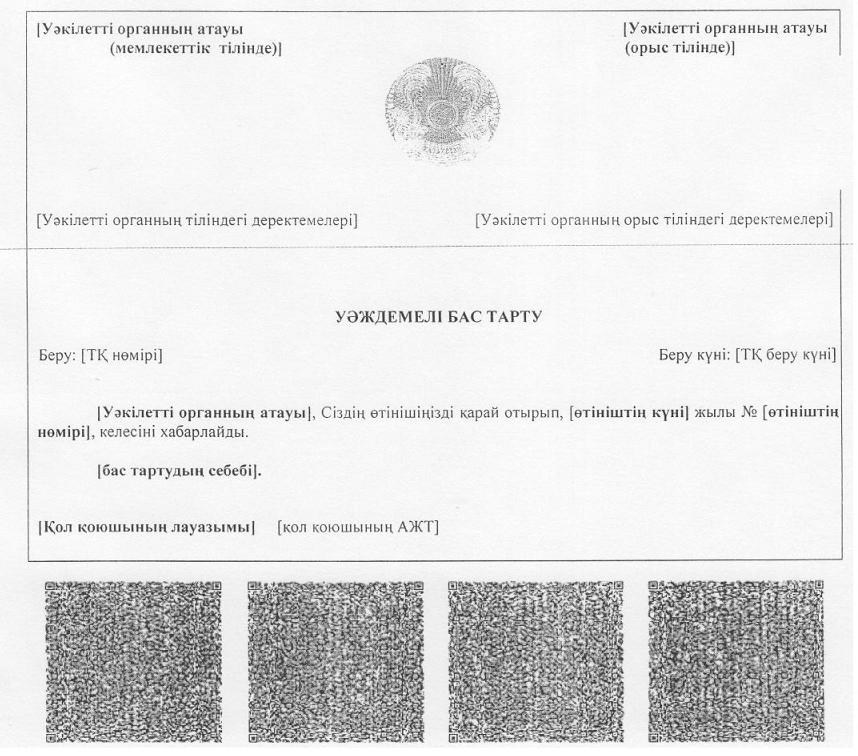 [Уәкілетті органның атауы
(мемлекеттік тілінде)]
[Уәкілетті органның атауы
(орыс тілінде)]
[Уәкілетті органның тіліндегі деректемелері]
[Уәкілетті органның орыс тіліндегі деректемелері]
УӘЖДЕМЕЛІ БАС ТАРТУ
Беру: [ТҚ нөмірі]
Беру күні: [ТҚ беру күні]
[Уәкілетті органның атауы], Сіздің өтінішіңізді қарай отырып, [өтініштің күні] жылы № [өтініштің
нөмірі], келесіні хабарлайды.
[бас тартудың себебі].
[Қол қоюшының лауазымы] [қол қоюшының АЖТ]